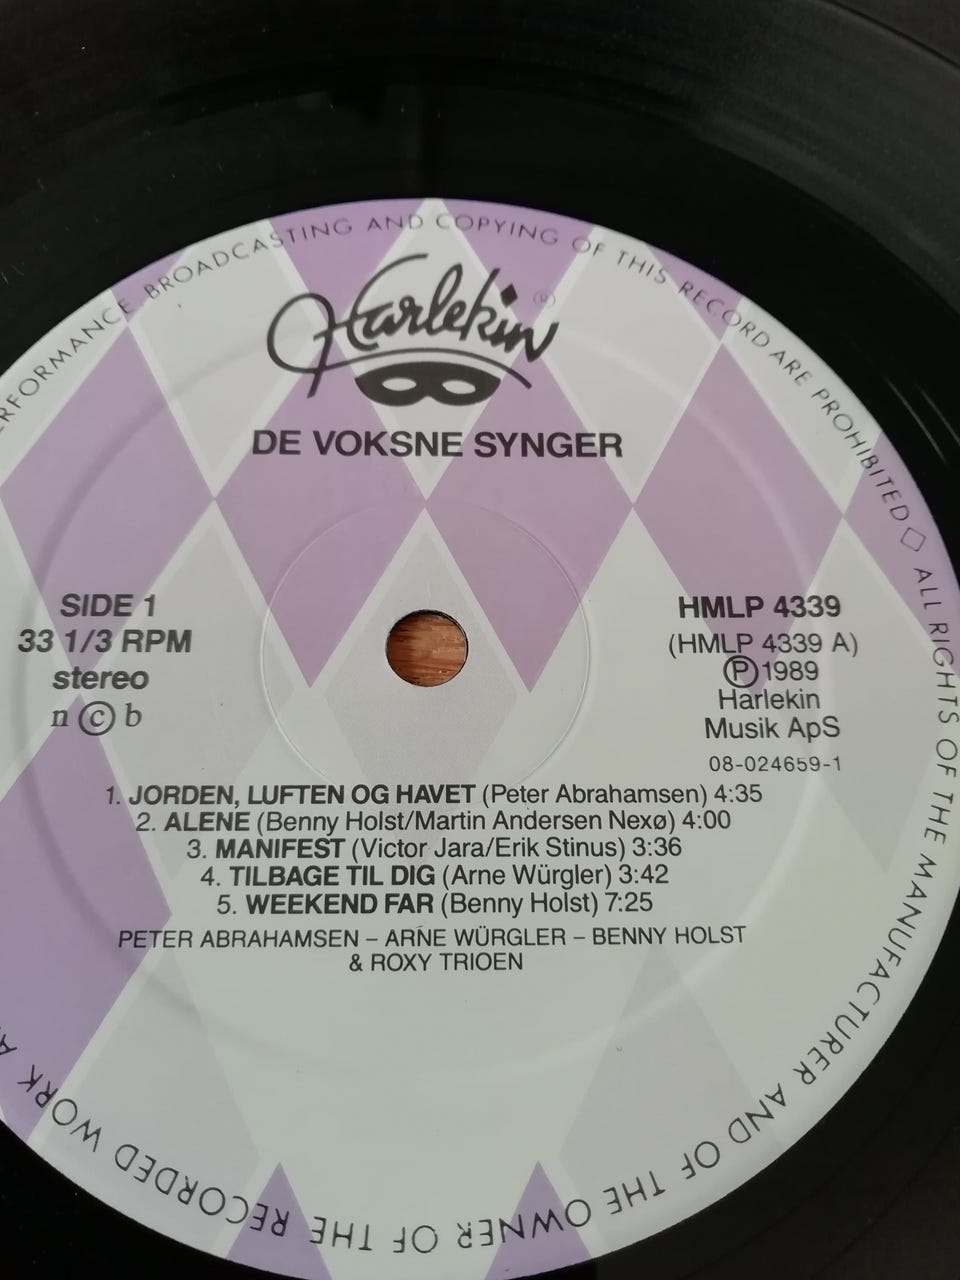 PERFORMANCE BROADCASTING AND COPYING OF THIS RECORD ARE PROHIBITED ◇ ALL RIGHTS OF THE MANUFACTURER AND OF THE OWNER OF THE RECORDED WORK
Harlekin ®
DE VOKSNE SYNGER
SIDE 1
33 1/3 RPM
stereo
n © b
HMLP 4339
(HMLP 4339 A)
Ⓟ 1989
Harlekin
Musik ApS
08-024659-1
1. JORDEN, LUFTEN OG HAVET (Peter Abrahamsen) 4:35
2. ALENE (Benny Holst/Martin Andersen Nexø) 4:00
3. MANIFEST (Victor Jara/Erik Stinus) 3:36
4. TILBAGE TIL DIG (Arne Würgler) 3:42
5. WEEKEND FAR (Benny Holst) 7:25
PETER ABRAHAMSEN – ARNE WÜRGLER – BENNY HOLST
& ROXY TRIOEN